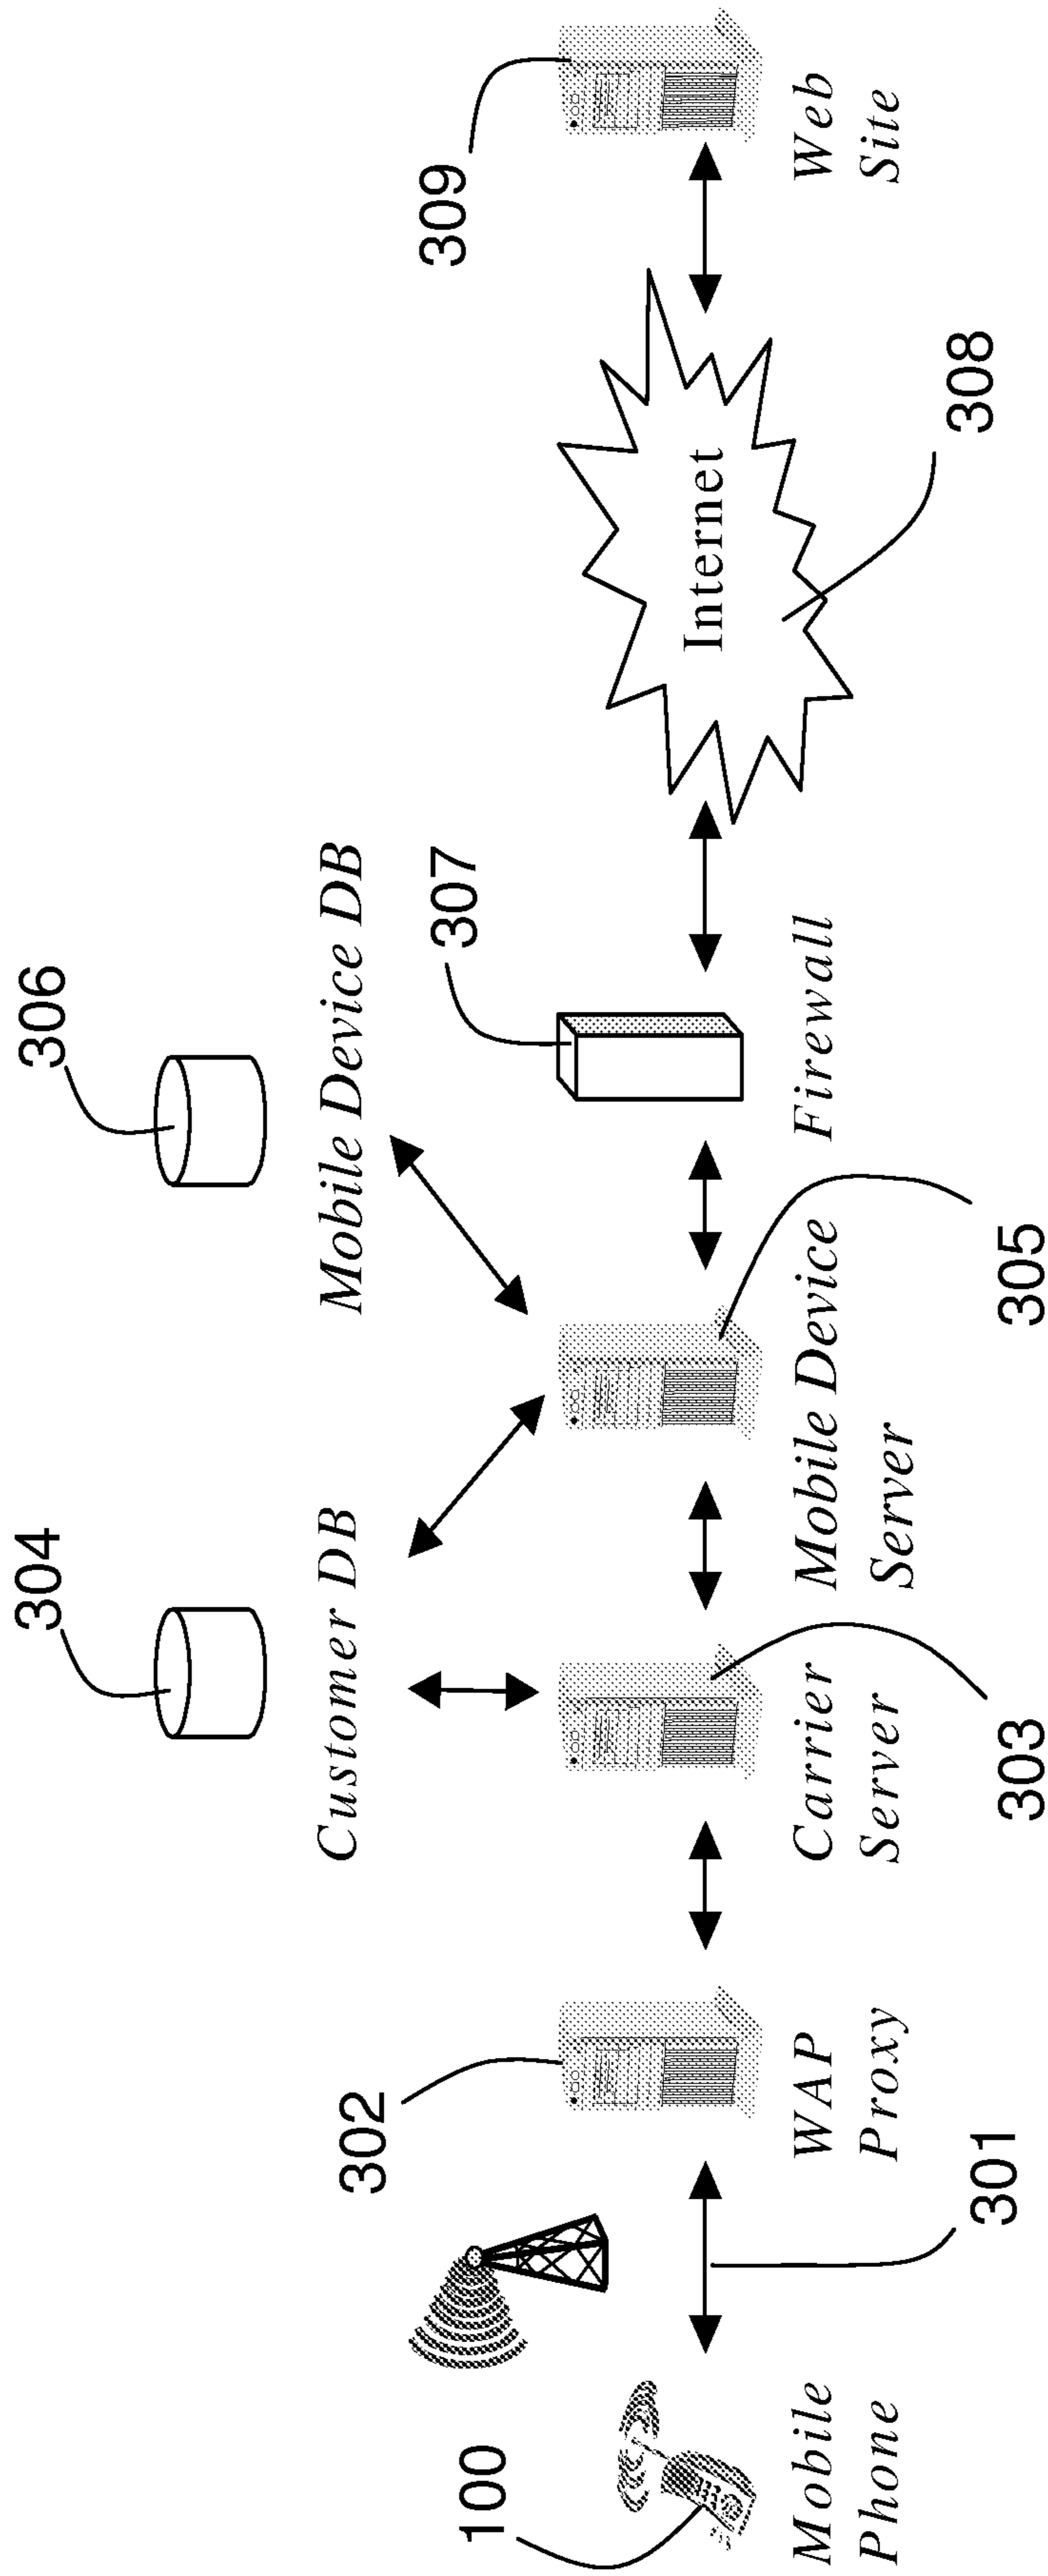 304
306
Customer DB
Mobile Device DB
302
307
309
100
Internet
Mobile
Phone
WAP
Proxy
Carrier
Server
Mobile Device
Server
Firewall
Web
Site
301
303
305
308